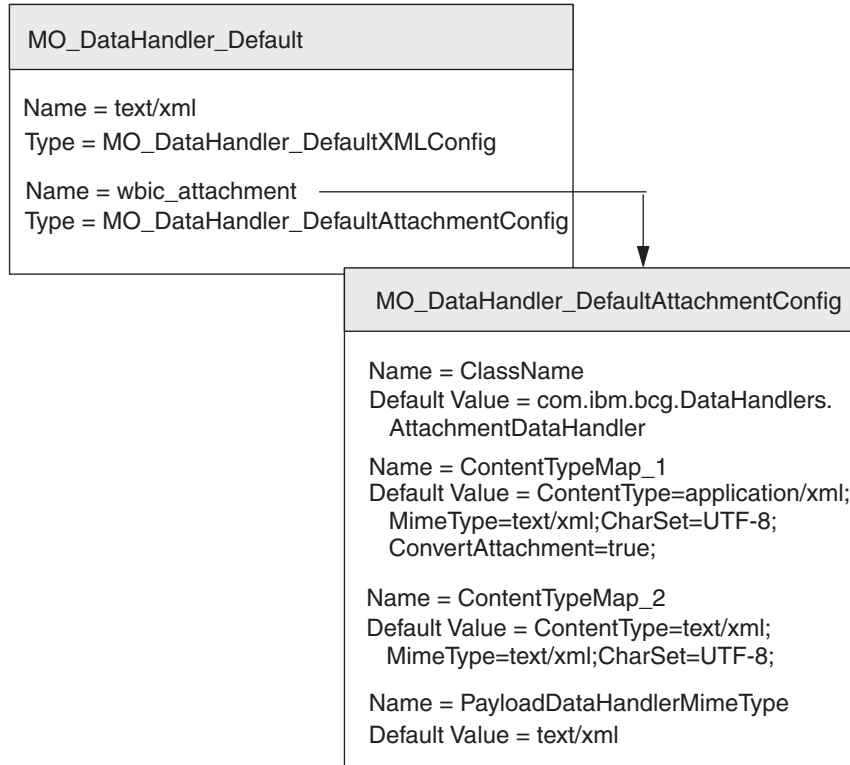 MO_DataHandler_Default
Name = text/xml
Type = MO_DataHandler_DefaultXMLConfig
Name = wbic_attachment
Type = MO_DataHandler_DefaultAttachmentConfig
MO_DataHandler_DefaultAttachmentConfig
Name = ClassName
Default Value = com.ibm.bcg.DataHandlers.
AttachmentDataHandler
Name = ContentTypeMap_1
Default Value = ContentType=application/xml;
MimeType=text/xml;CharSet=UTF-8;
ConvertAttachment=true;
Name = ContentTypeMap_2
Default Value = ContentType=text/xml;
MimeType=text/xml;CharSet=UTF-8;
Name = PayloadDataHandlerMimeType
Default Value = text/xml